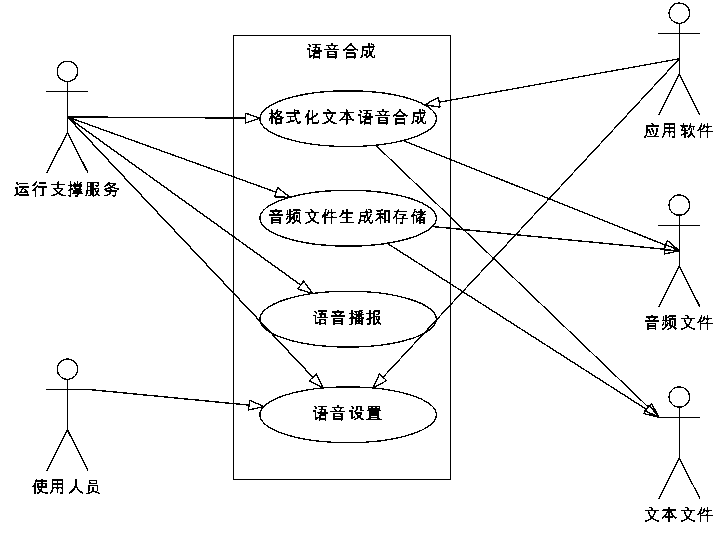 语音合成
格式化文本语音合成
应用软件
运行支撑服务
音频文件生成和存储
语音播报
音频文件
语音设置
使用人员
文本文件